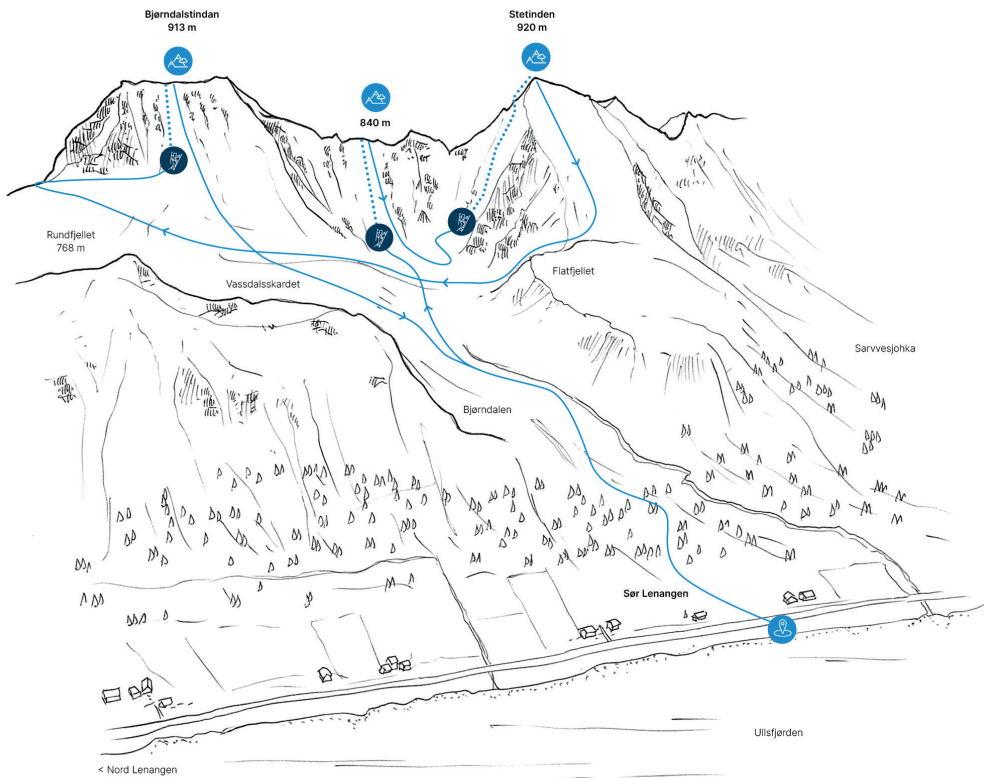 Bjørndalstindan
913 m
Stetinden
920 m
840 m
Rundfjellet
768 m
Vassdalsskardet
Flatfjellet
Sarvvesjohka
Bjørndalen
Sør Lenangen
Ullsfjørden
< Nord Lenangen